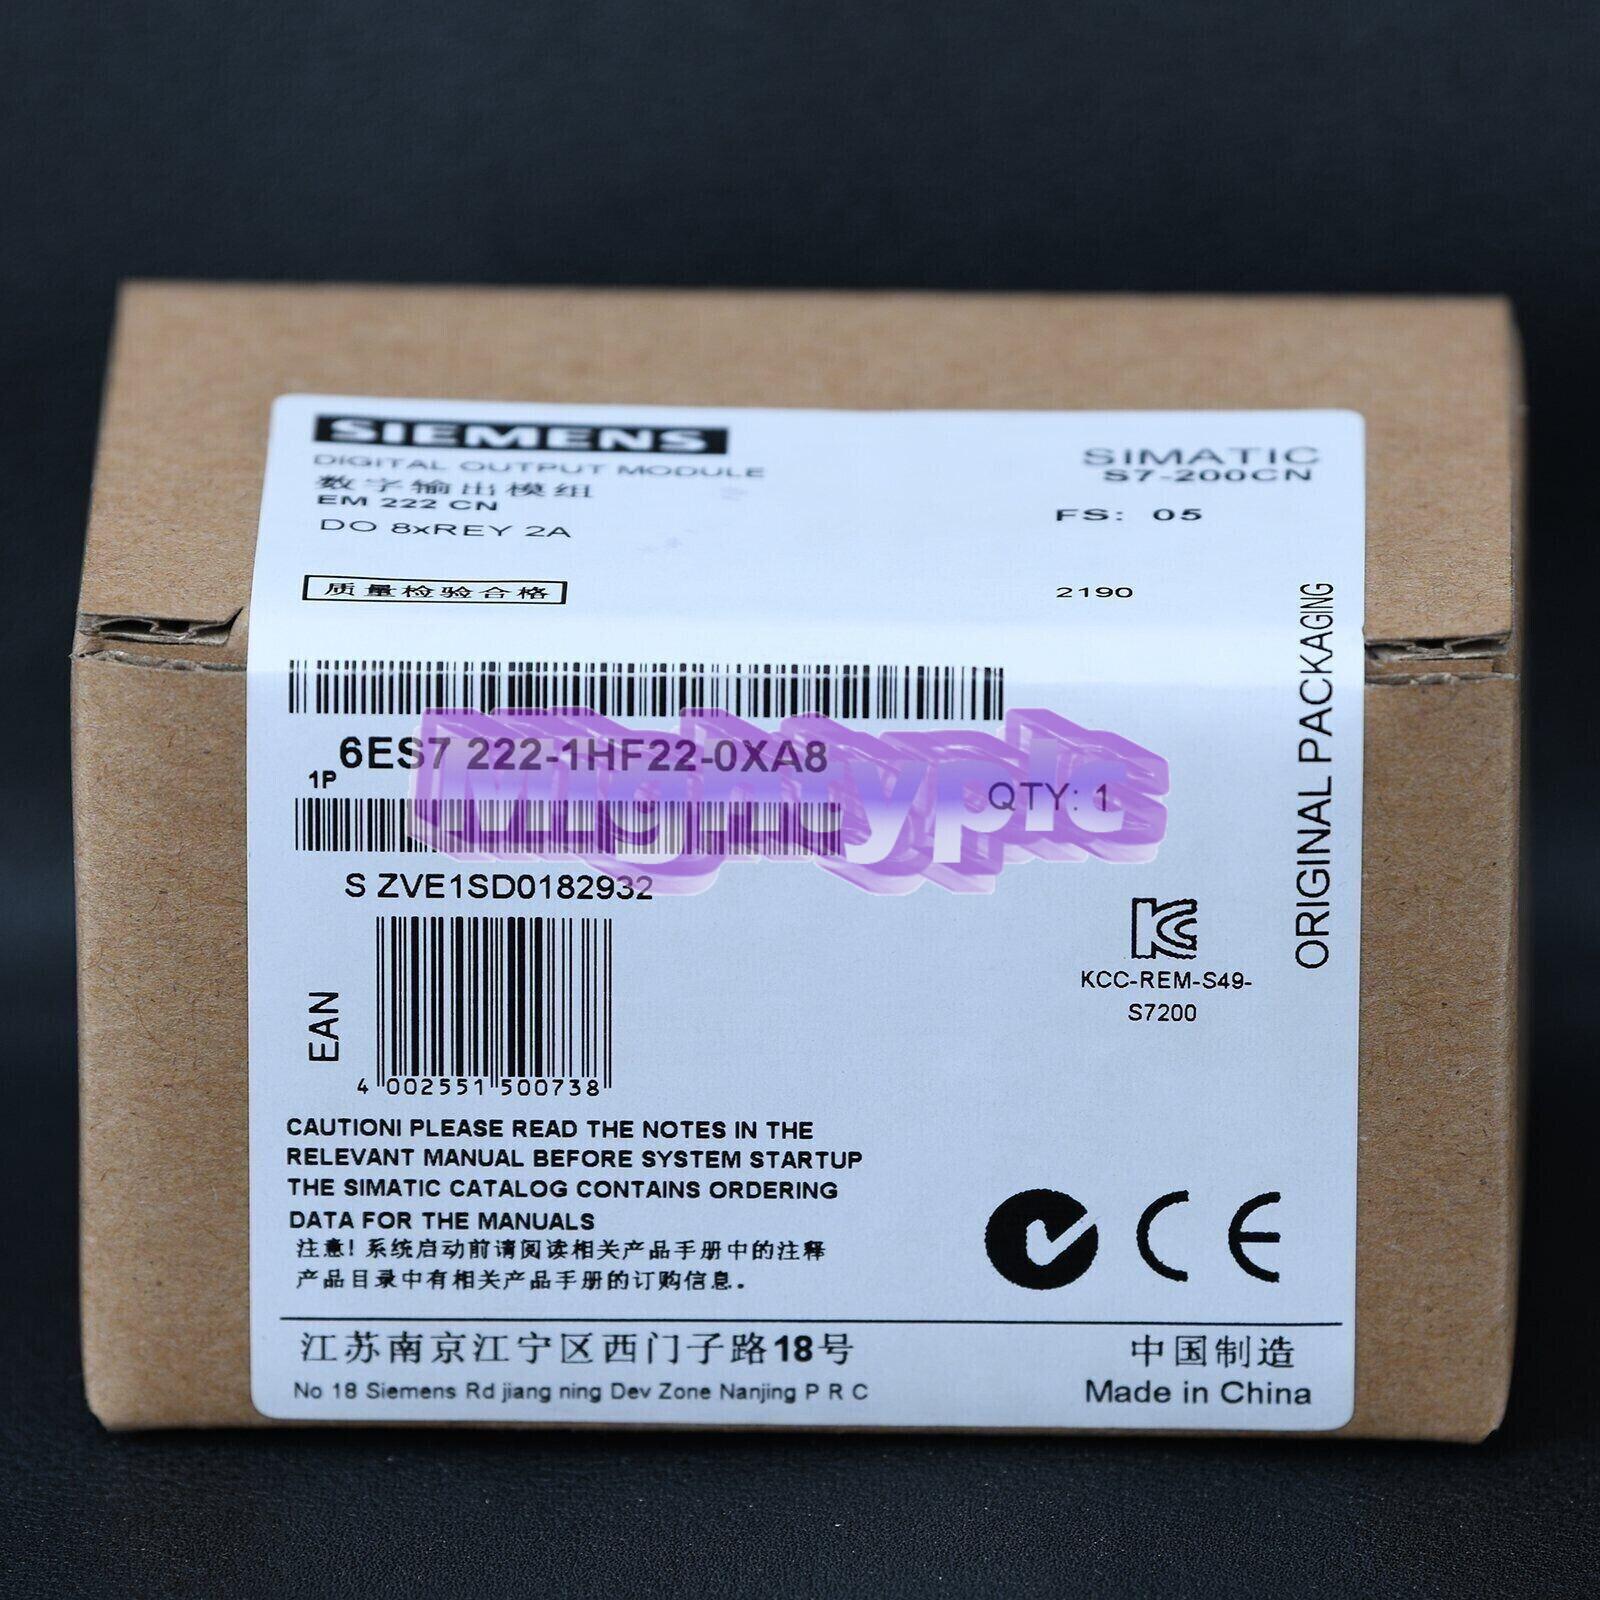 SIEMENS
DIGITAL OUTPUT MODULE
数字输出模组
EM 222 CN
DO 8xREY 2A
SIMATIC
S7-200CN
FS: 05
质量检验合格
2190
ORIGINAL PACKAGING
1P 6ES7 222-1HF22-0XA8
Mightyplc
QTY: 1
S ZVE1SD0182932
EAN
4 002551 500738
KCC-REM-S49-
S7200
CAUTION! PLEASE READ THE NOTES IN THE
RELEVANT MANUAL BEFORE SYSTEM STARTUP
THE SIMATIC CATALOG CONTAINS ORDERING
DATA FOR THE MANUALS
注意! 系统启动前请阅读相关产品手册中的注释
产品目录中有相关产品手册的订购信息.
CE
江苏南京江宁区西门子路18号
No 18 Siemens Rd jiang ning Dev Zone Nanjing P R C
中国制造
Made in China